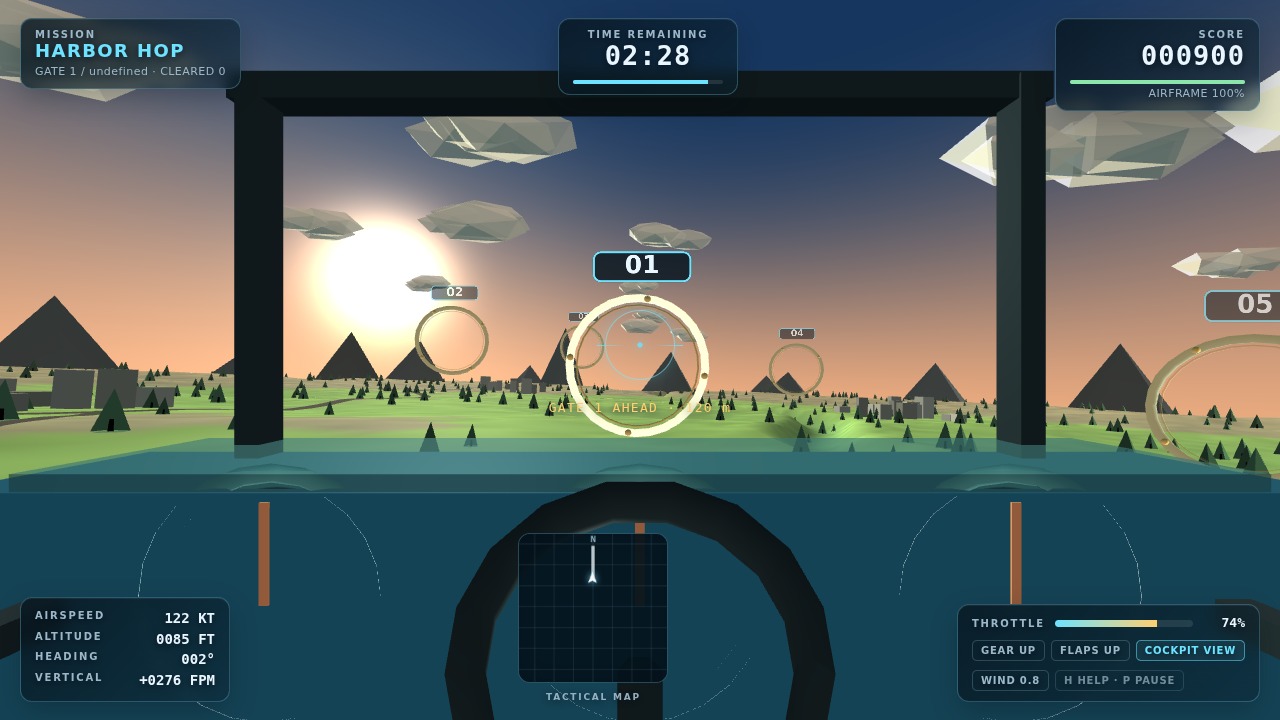 MISSION
HARBOR HOP
GATE 1 / undefined · CLEARED 0
TIME REMAINING
02:28
SCORE
000900
AIRFRAME 100%
01
02
04
05
AIRSPEED 122 KT
ALTITUDE 0085 FT
HEADING 002°
VERTICAL +0276 FPM
N
TACTICAL MAP
THROTTLE 74%
GEAR UP
FLAPS UP
COCKPIT VIEW
WIND 0.8
H HELP · P PAUSE